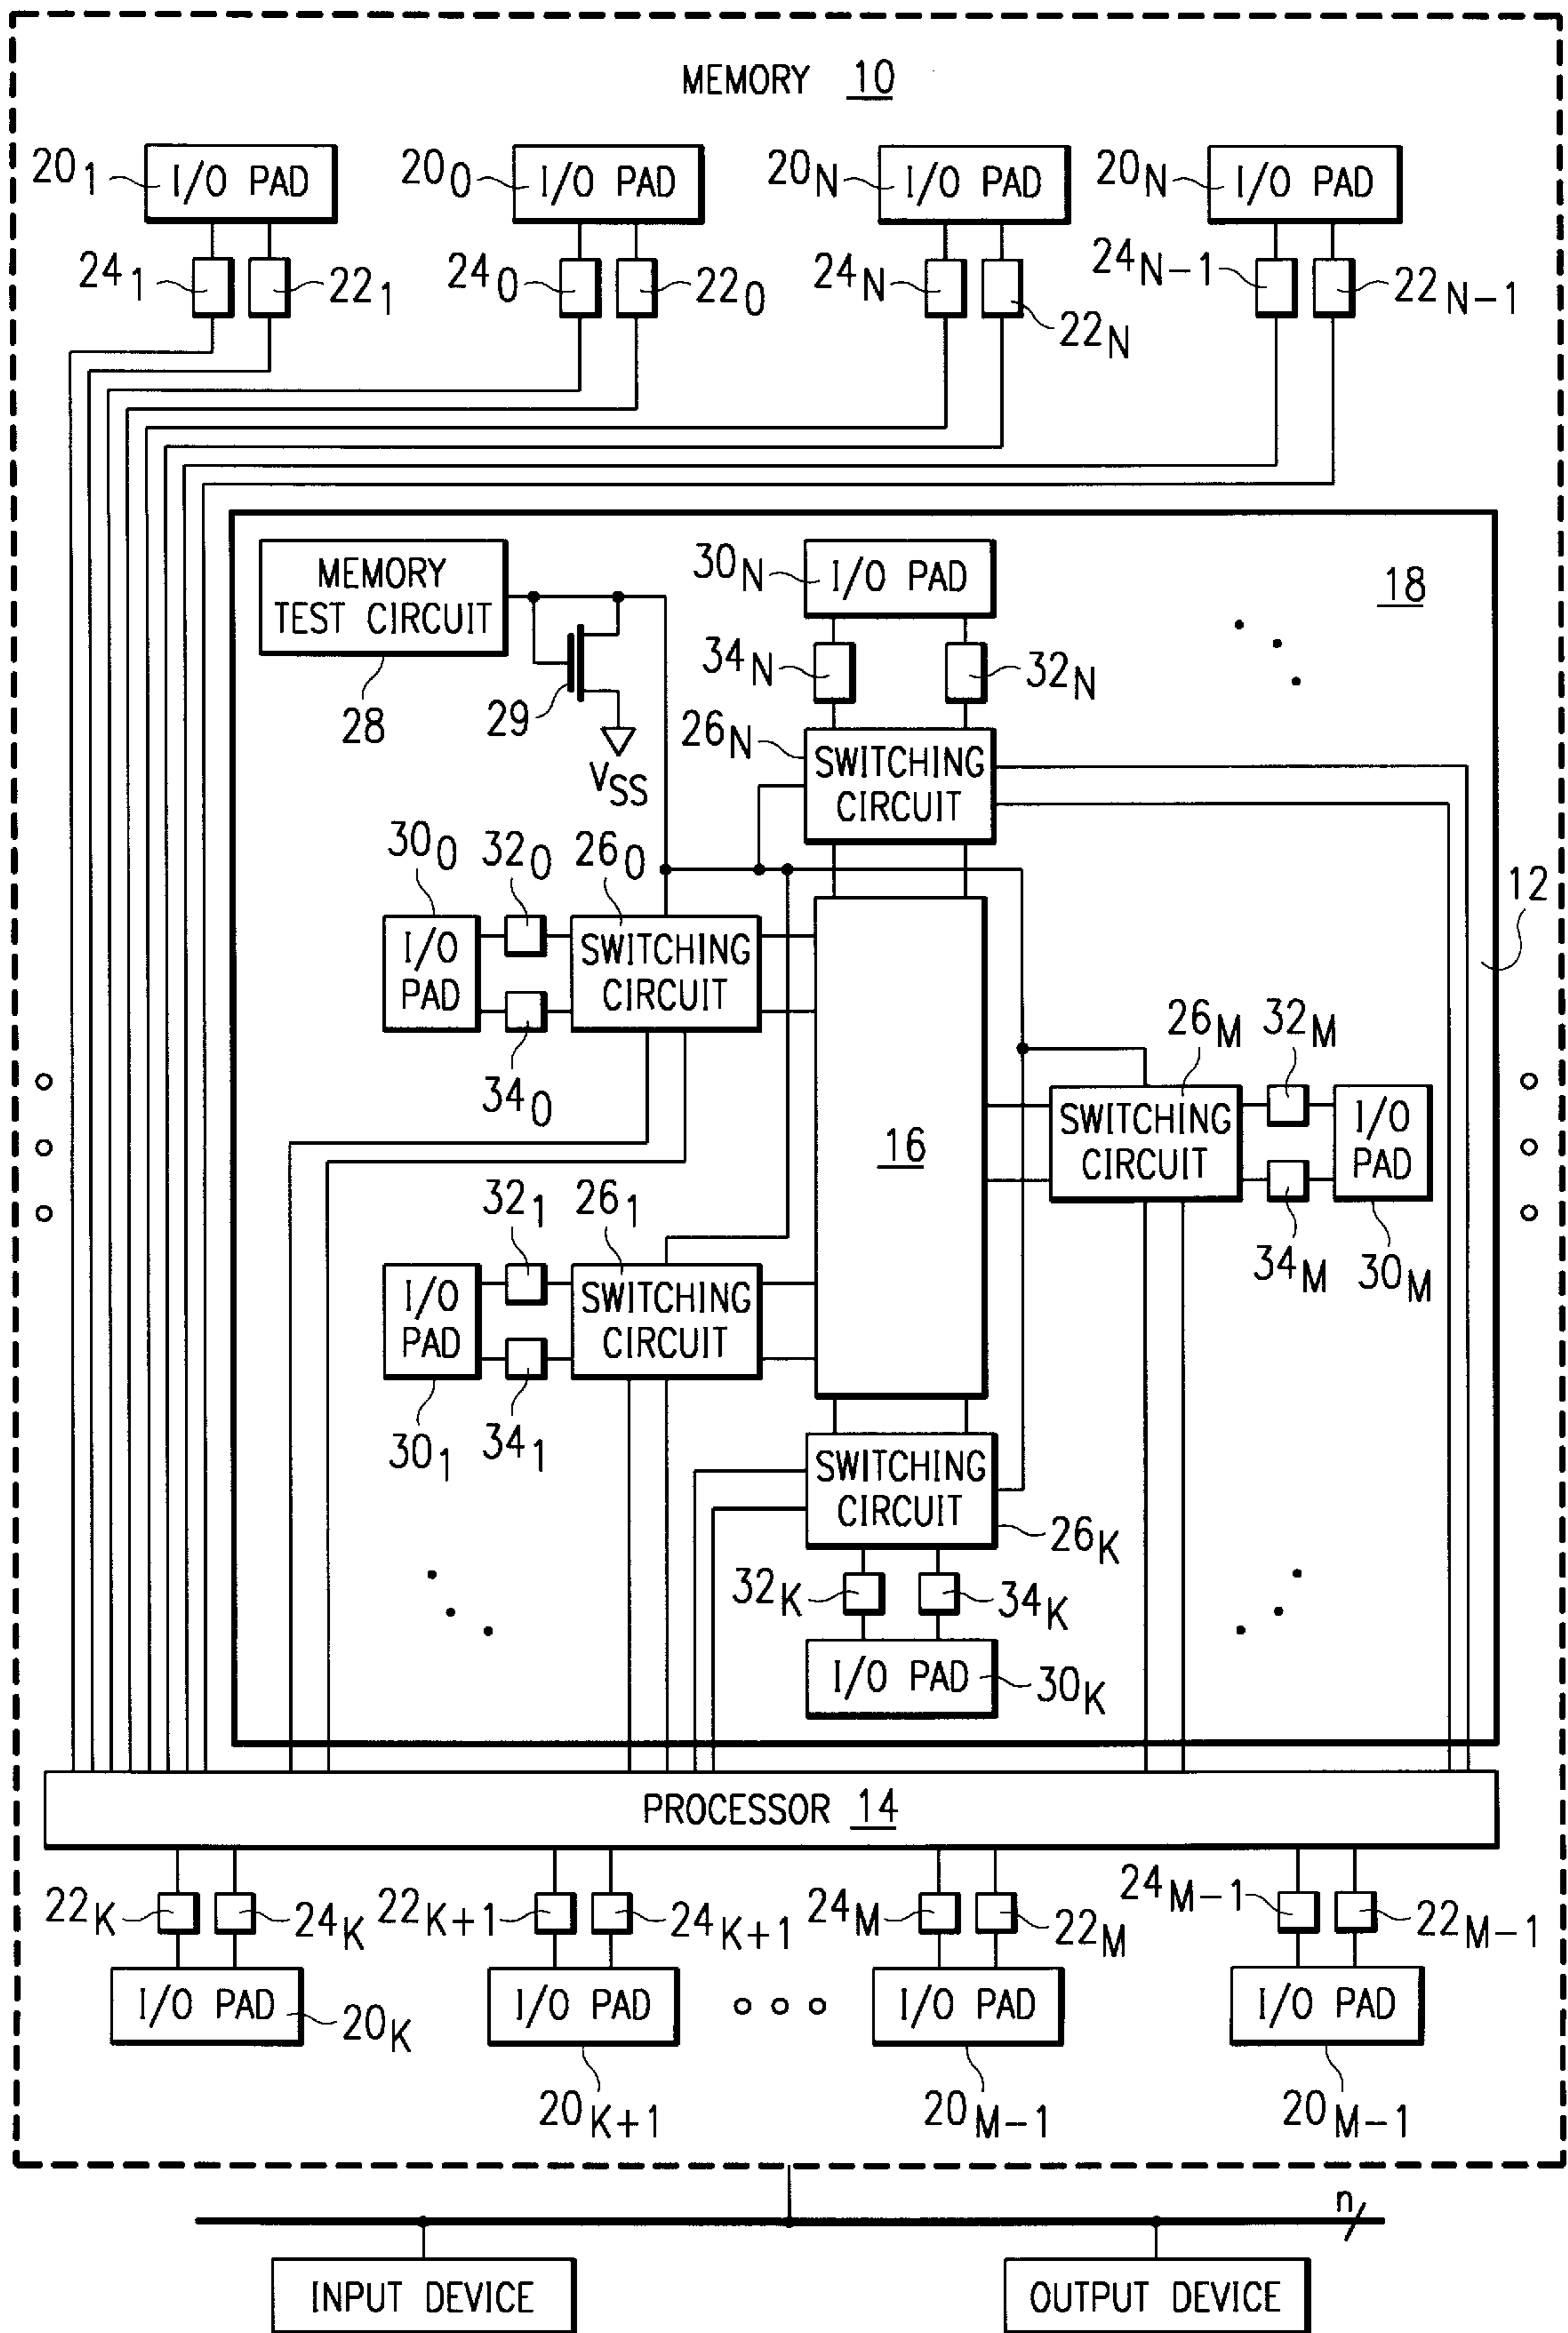 MEMORY 10
20₁ I/O PAD 20₀ I/O PAD 20N I/O PAD 20N I/O PAD
24₁ 22₁ 24₀ 22₀ 24N 22N 24N-1 22N-1
MEMORY
TEST CIRCUIT
28
29
VSS
30N I/O PAD
18
34N 32N
26N SWITCHING
CIRCUIT
12
30₀ 32₀ 26₀
I/O
PAD
SWITCHING
CIRCUIT
34₀
16
26M 32M
SWITCHING
CIRCUIT
I/O
PAD
34M 30M
32₁ 26₁
I/O
PAD
SWITCHING
CIRCUIT
30₁ 34₁
SWITCHING
CIRCUIT
26K
32K 34K
I/O PAD 30K
PROCESSOR 14
22K 24K 22K+1 24K+1 24M 22M 24M-1 22M-1
I/O PAD I/O PAD I/O PAD I/O PAD
20K 20K+1 20M-1 20M-1
n
INPUT DEVICE OUTPUT DEVICE